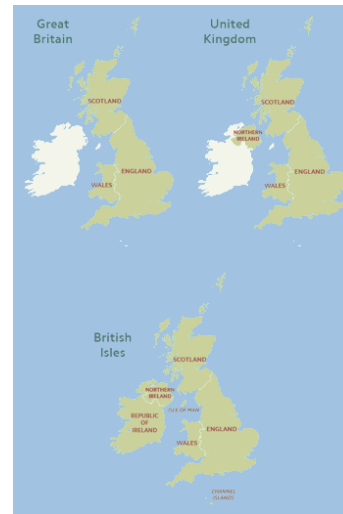 Great
Britain
SCOTLAND
ENGLAND
WALES
United
Kingdom
SCOTLAND
NORTHERN
IRELAND
ENGLAND
WALES
British
Isles
SCOTLAND
NORTHERN
IRELAND
ISLE OF MAN
REPUBLIC
OF
IRELAND
ENGLAND
WALES
CHANNEL
ISLANDS